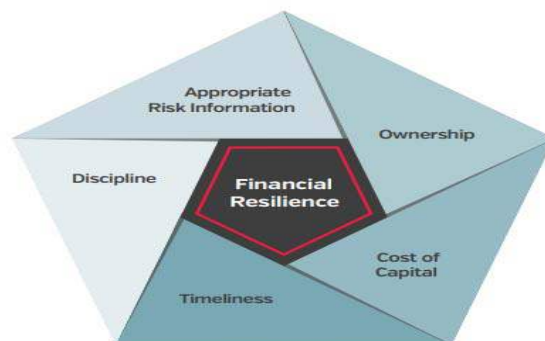 Appropriate
Risk Information
Ownership
Discipline
Financial
Resilience
Cost of
Capital
Timeliness